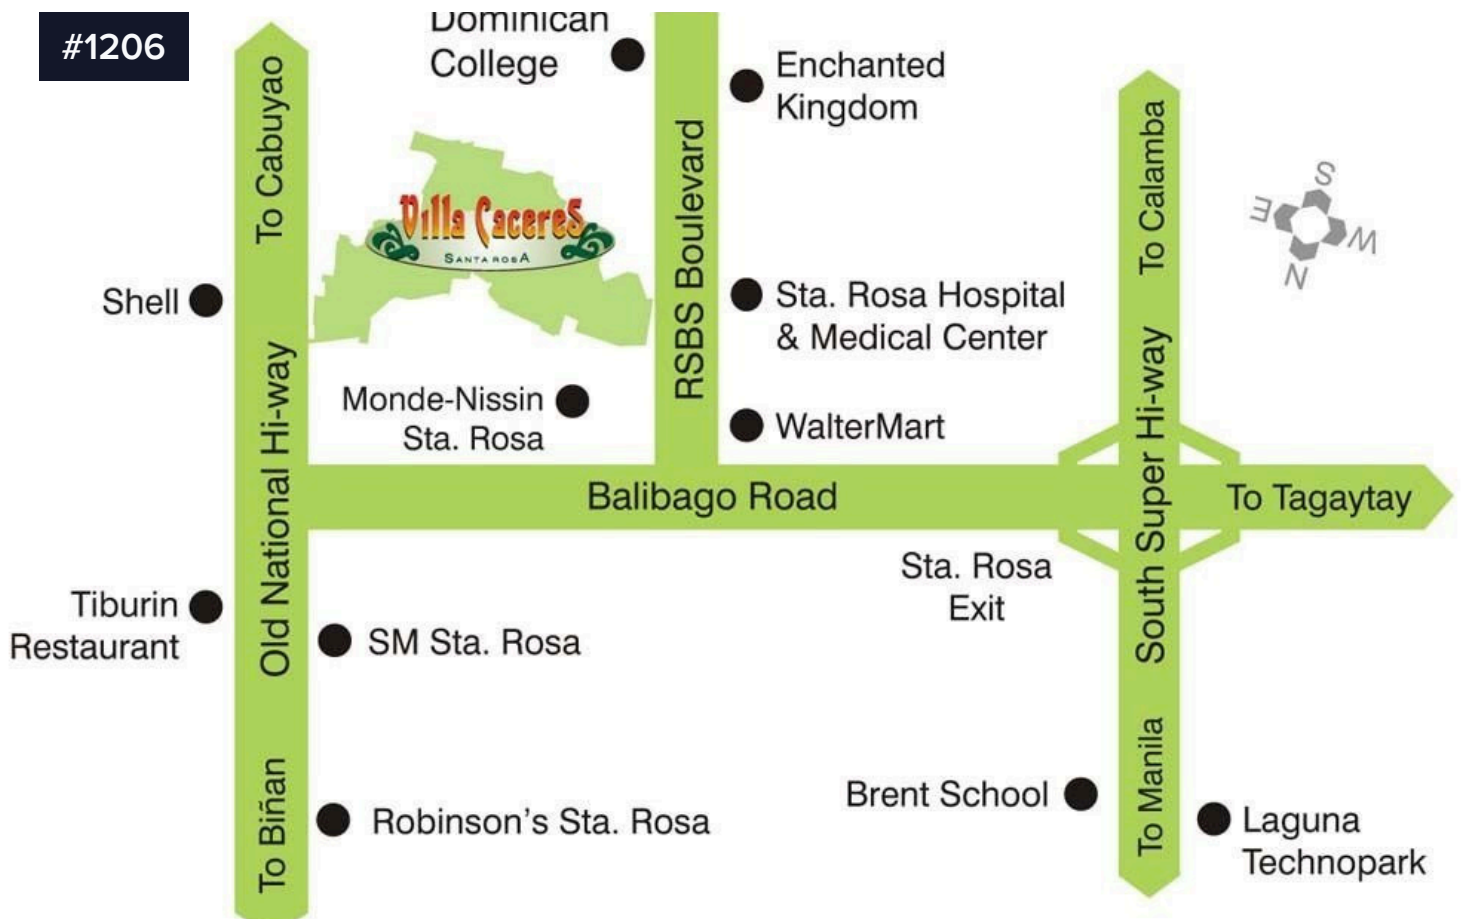 #1206
Dominican
College
Enchanted
Kingdom
To Cabuyao
To Calamba
S
E
W
N
Villa Caceres
SANTA ROSA
RSBS Boulevard
Shell
Sta. Rosa Hospital
& Medical Center
Monde-Nissin
Sta. Rosa
WalterMart
Old National Hi-way
South Super Hi-way
Balibago Road
To Tagaytay
Sta. Rosa
Exit
Tiburin
Restaurant
SM Sta. Rosa
To Biñan
Robinson's Sta. Rosa
To Manila
Brent School
Laguna
Technopark